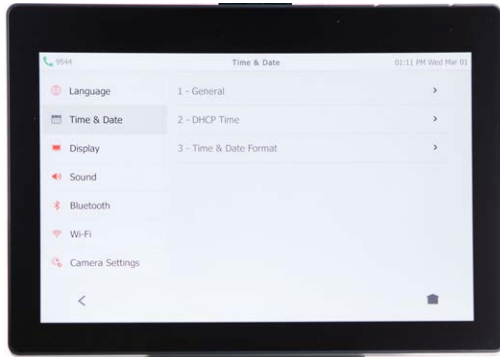 9544 Time & Date 01:11 PM Wed Mar 01
Language
1 - General
Time & Date
2 - DHCP Time
Display
3 - Time & Date Format
Sound
Bluetooth
Wi-Fi
Camera Settings